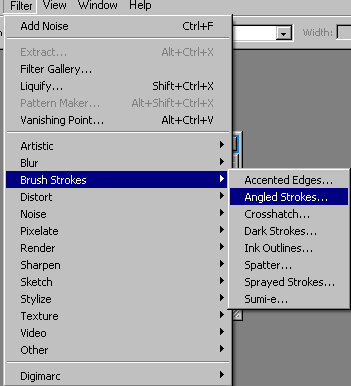 Filter View Window Help
Add Noise Ctrl+F
Width:
Extract... Alt+Ctrl+X
Filter Gallery...
Liquify... Shift+Ctrl+X
Pattern Maker... Alt+Shift+Ctrl+X
Vanishing Point... Alt+Ctrl+V
Artistic
Blur
Brush Strokes
Distort
Noise
Pixelate
Render
Sharpen
Sketch
Stylize
Texture
Video
Other
Digimarc
Accented Edges...
Angled Strokes...
Crosshatch...
Dark Strokes...
Ink Outlines...
Spatter...
Sprayed Strokes...
Sumi-e...